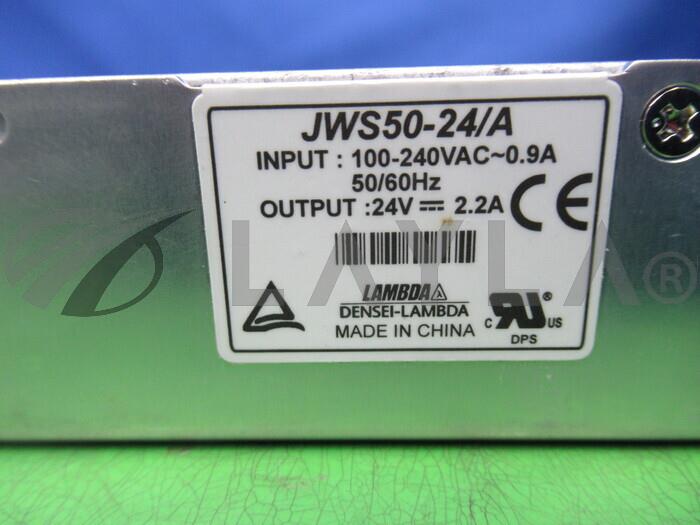 JWS50-24/A
INPUT : 100-240VAC~0.9A
50/60Hz
OUTPUT :24V ⎓ 2.2A
CE
LAMBDA λ
DENSEI-LAMBDA
MADE IN CHINA
c RU ® US
DPS
LAYLA®